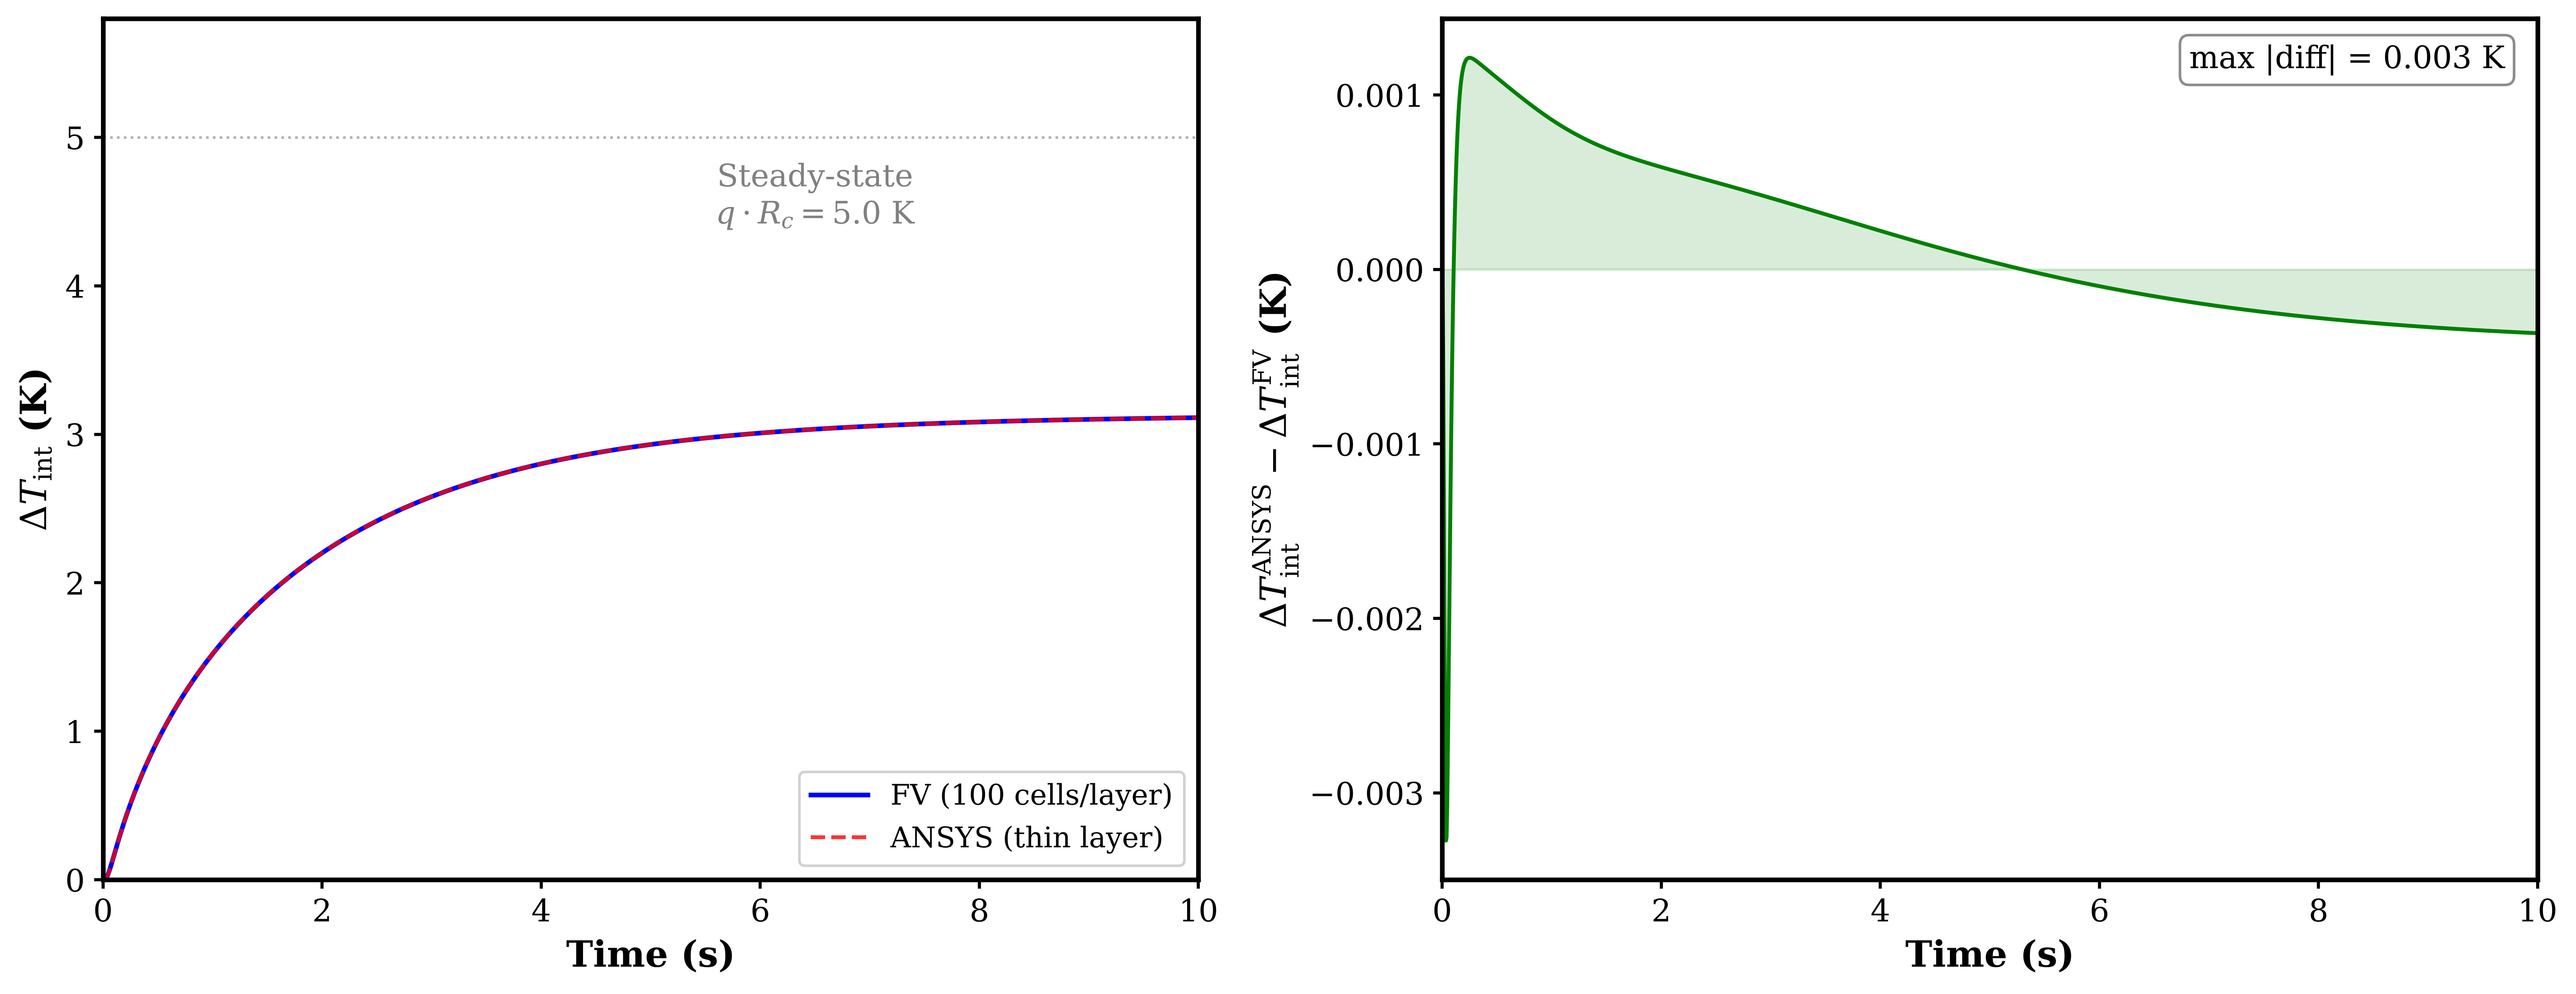 ΔT_int (K)
5
4
3
2
1
0
Steady-state
q · R_c = 5.0 K
FV (100 cells/layer)
ANSYS (thin layer)
0 2 4 6 8 10
Time (s)
ΔT_int^ANSYS − ΔT_int^FV (K)
0.001
0.000
−0.001
−0.002
−0.003
max |diff| = 0.003 K
0 2 4 6 8 10
Time (s)